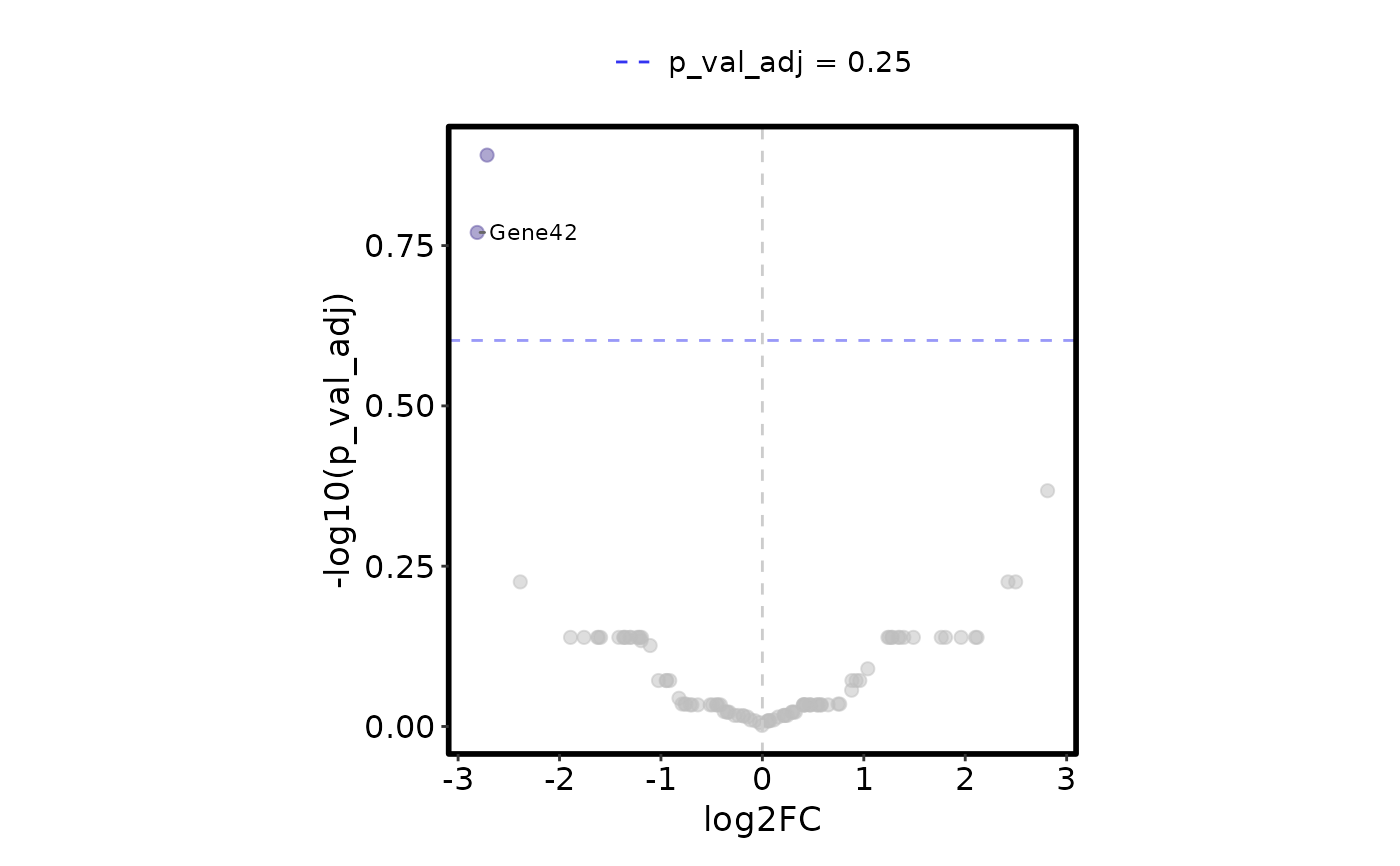 p_val_adj = 0.25
Gene42
-log10(p_val_adj)
0.75
0.50
0.25
0.00
-3 -2 -1 0 1 2 3
log2FC